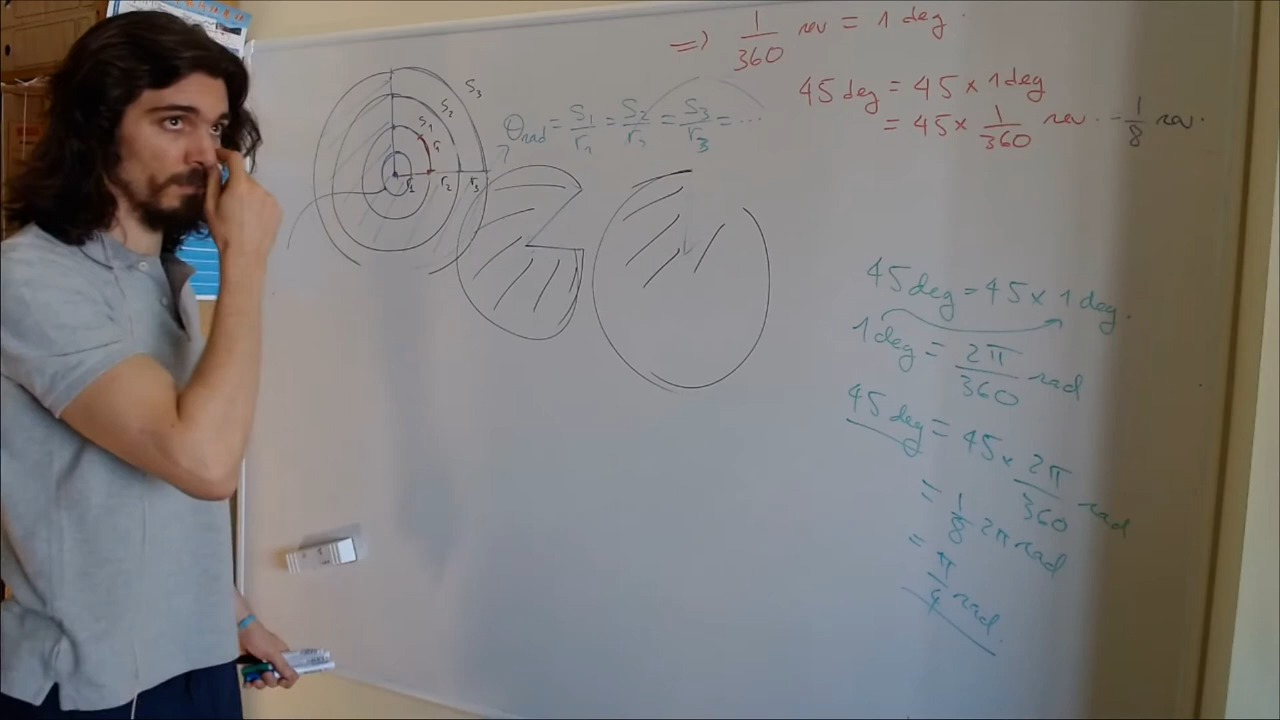 => 1/360 rev = 1 deg.
45 deg = 45 × 1 deg
= 45 × 1/360 rev. - 1/8 rev.
S3
S2
S1
r1
r2 r3
θrad = S1/r1 = S2/r2 = S3/r3 = ...
45 deg = 45 × 1 deg.
1 deg = 2π/360 rad
45 deg = 45 × 2π/360 rad
= 1/8 2π rad
= π/4 rad.